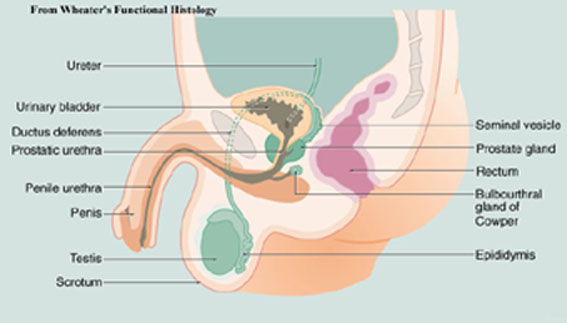 From Wheater's Functional Histology
Ureter
Urinary bladder
Ductus deferens
Prostatic urethra
Penile urethra
Penis
Testis
Scrotum
Seminal vesicle
Prostate gland
Rectum
Bulbourthral
gland of
Cowper
Epididymis